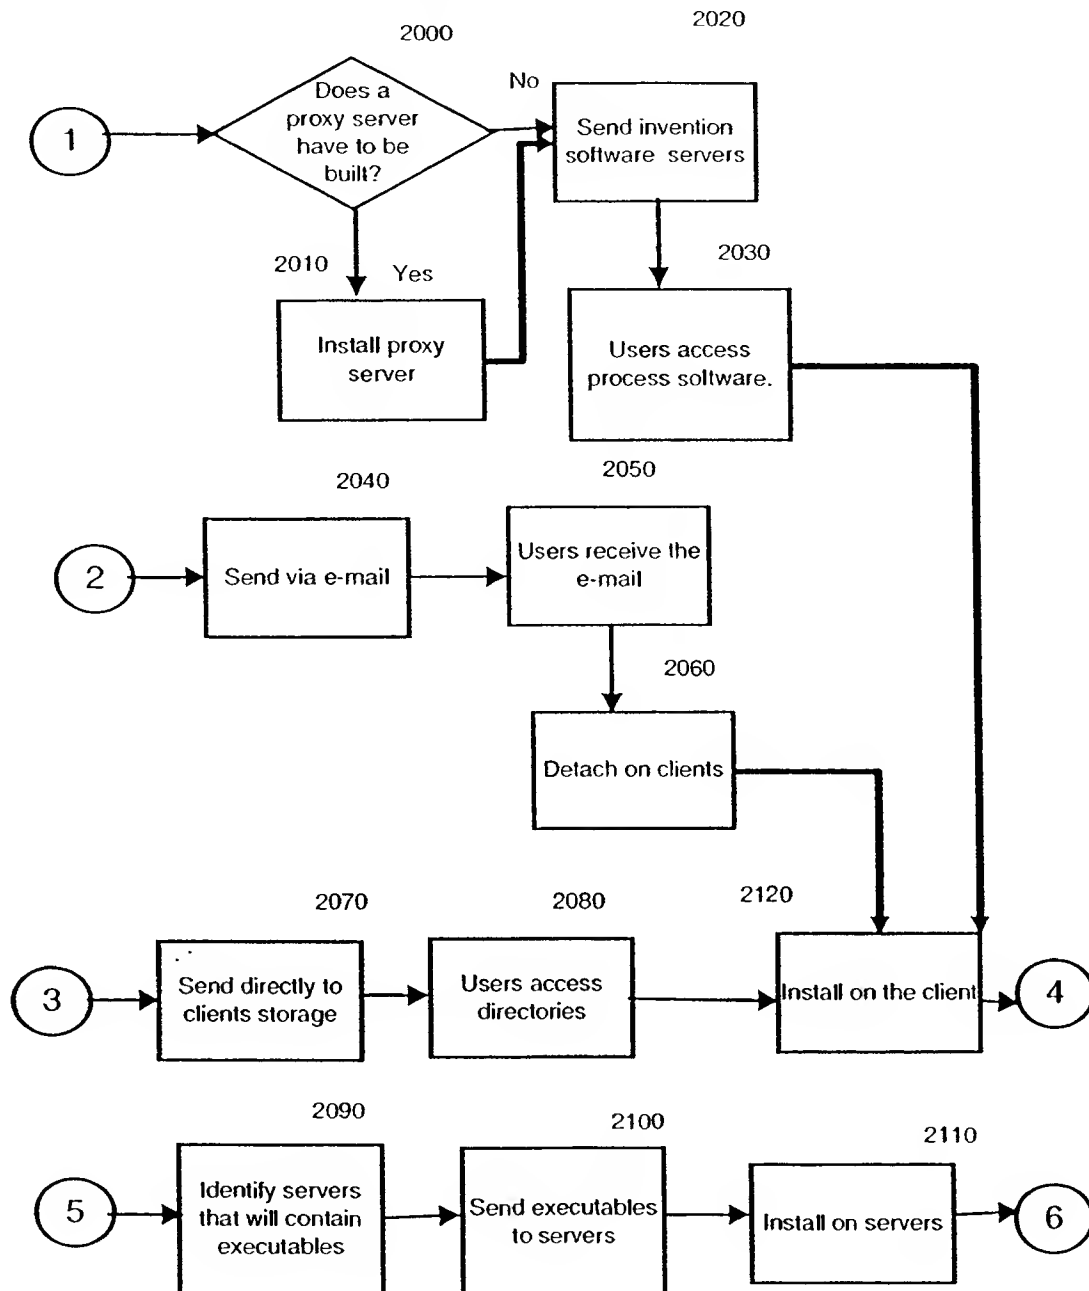 2000
2020
1
Does a
proxy server
have to be
built?
No
Send invention
software servers
2010
Yes
2030
Install proxy
server
Users access
process software.
2040
2050
2
Send via e-mail
Users receive the
e-mail
2060
Detach on clients
2070
2080
2120
3
Send directly to
clients storage
Users access
directories
Install on the client
4
2090
2100
2110
5
Identify servers
that will contain
executables
Send executables
to servers
Install on servers
6